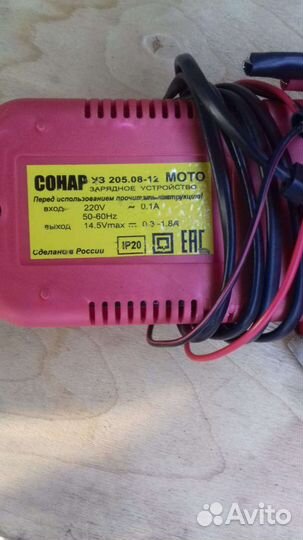 СОНАР УЗ 205.08-12 МОТО
ЗАРЯДНОЕ УСТРОЙСТВО
Перед использованием прочитать инструкцию!
вход 220V ~ 0.1A
50-60Hz
выход 14.5Vmax 0.3-1.8A
Сделано в России
IP20
EAC
Avito